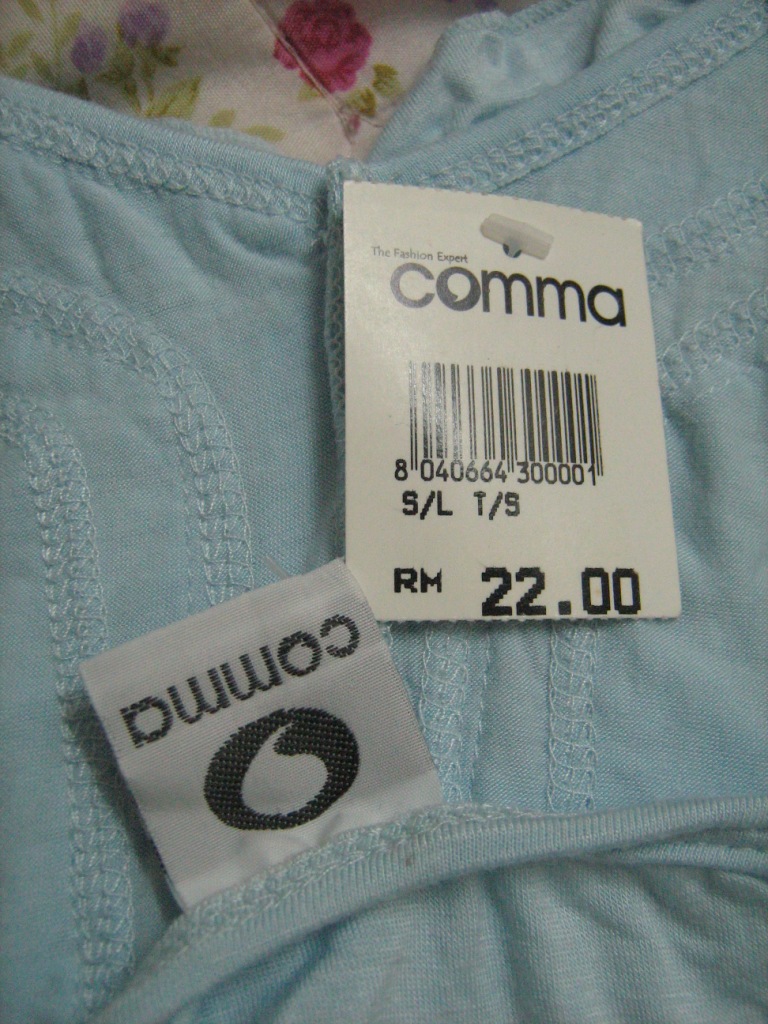 The Fashion Expert
comma
8 040664 300001
S/L T/S
RM 22.00
comma